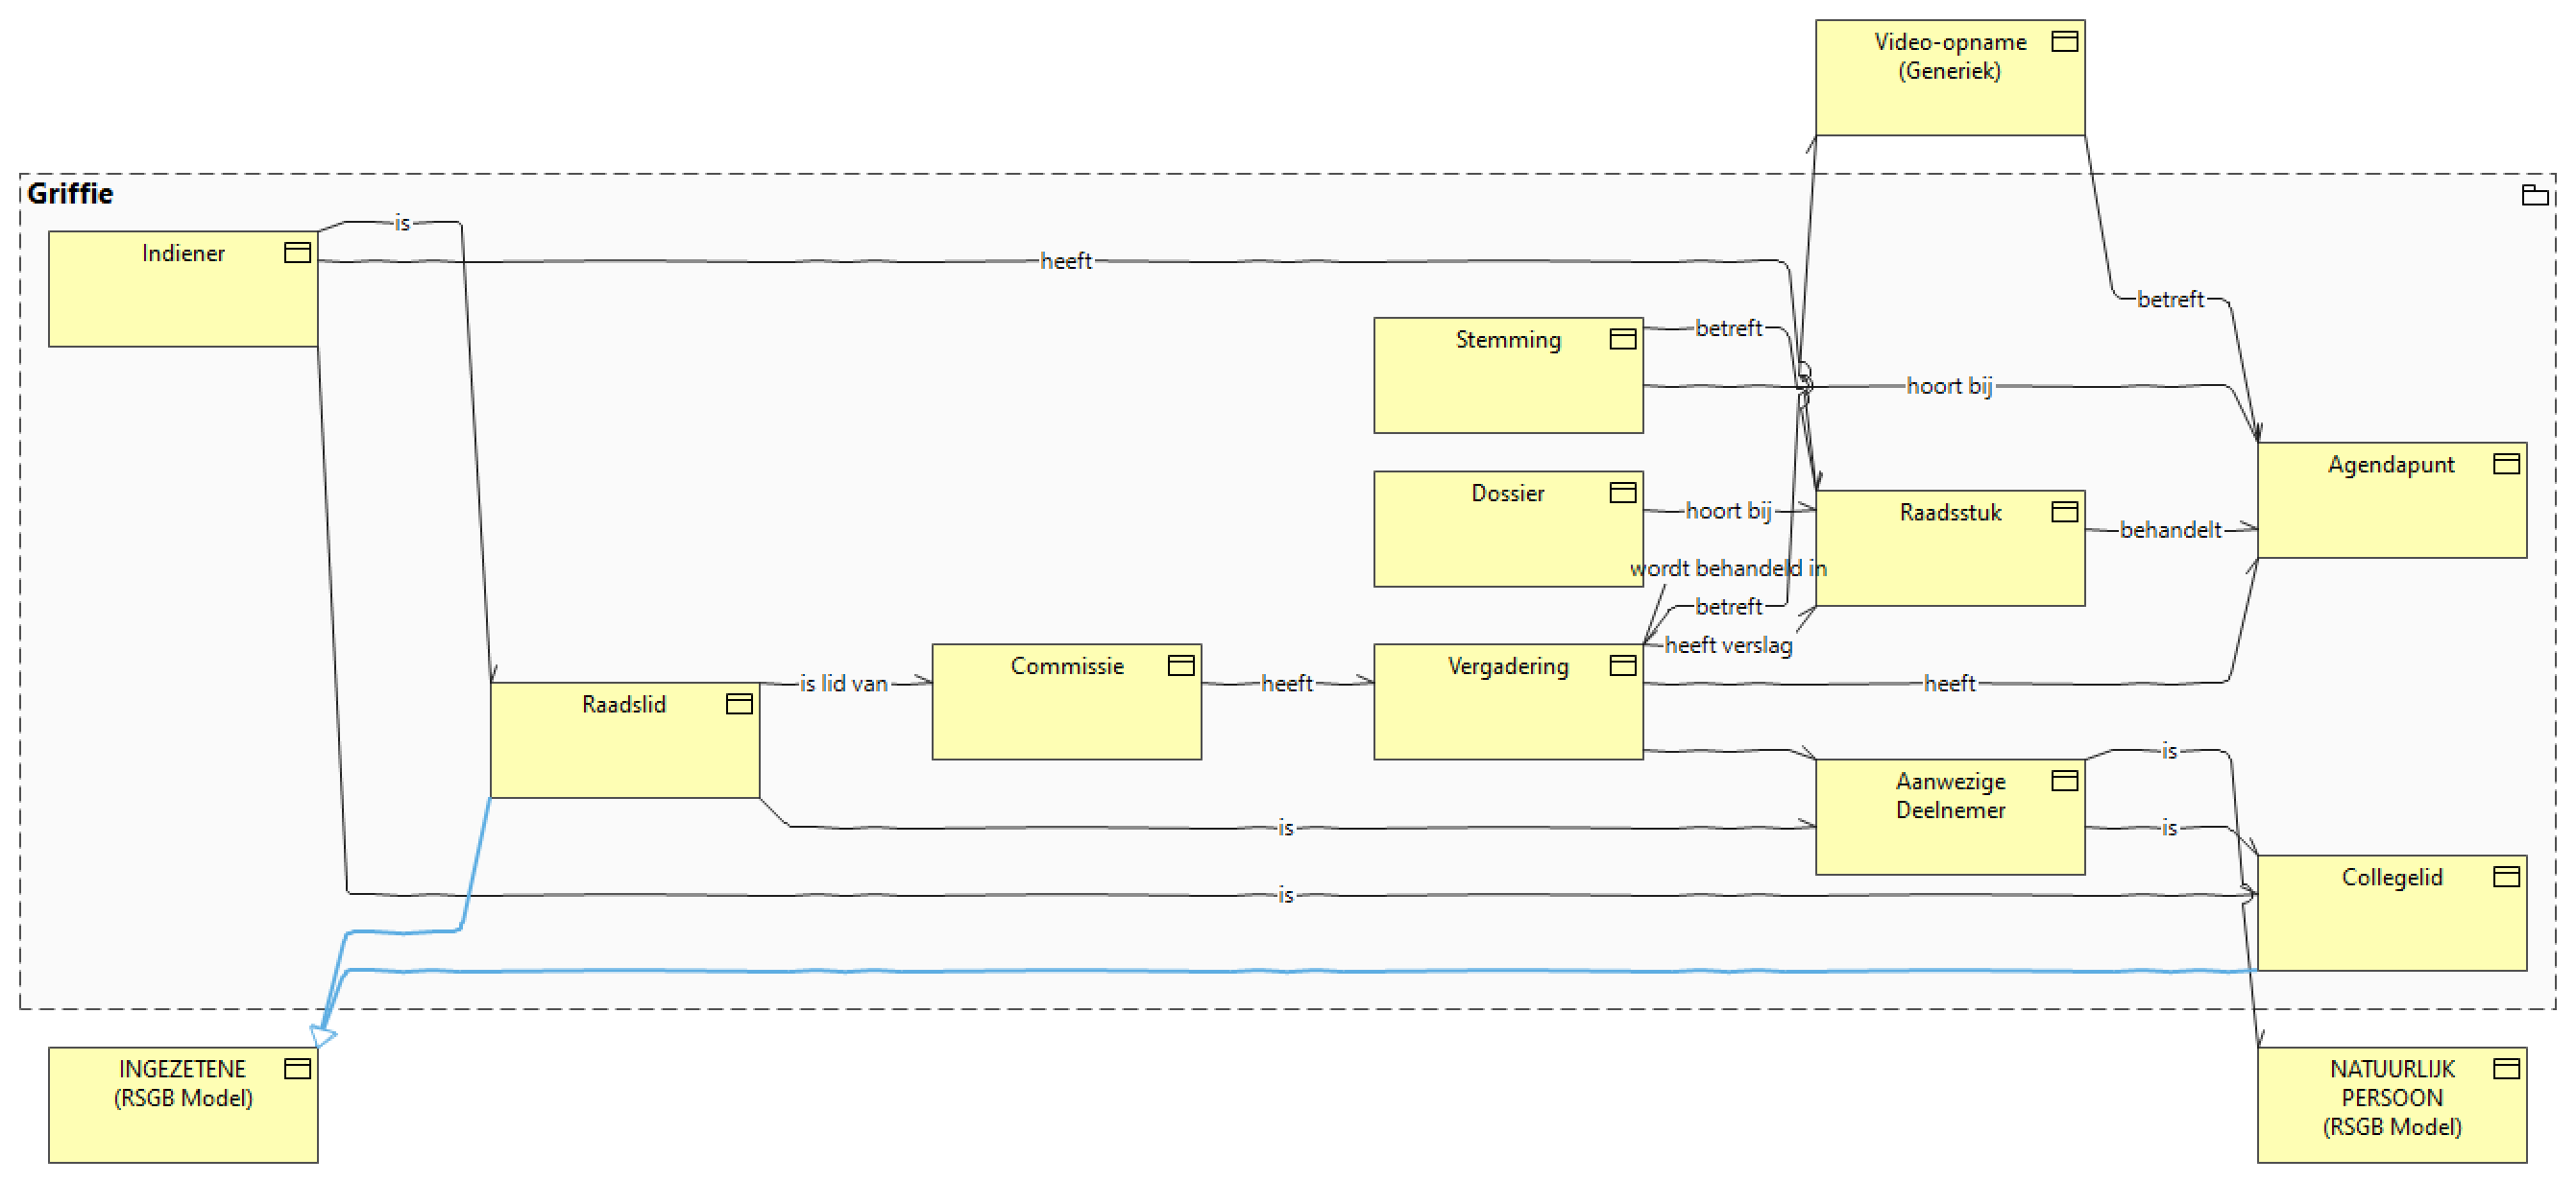 Video-opname
(Generiek)
Griffie
is
Indiener
heeft
betreft
Stemming
betreft
hoort bij
Agendapunt
Dossier
hoort bij
Raadsstuk
behandelt
wordt behandeld in
betreft
heeft verslag
Commissie
Vergadering
is lid van
heeft
heeft
Raadslid
is
Aanwezige
Deelnemer
is
is
Collegelid
is
INGEZETENE
(RSGB Model)
NATUURLIJK
PERSOON
(RSGB Model)